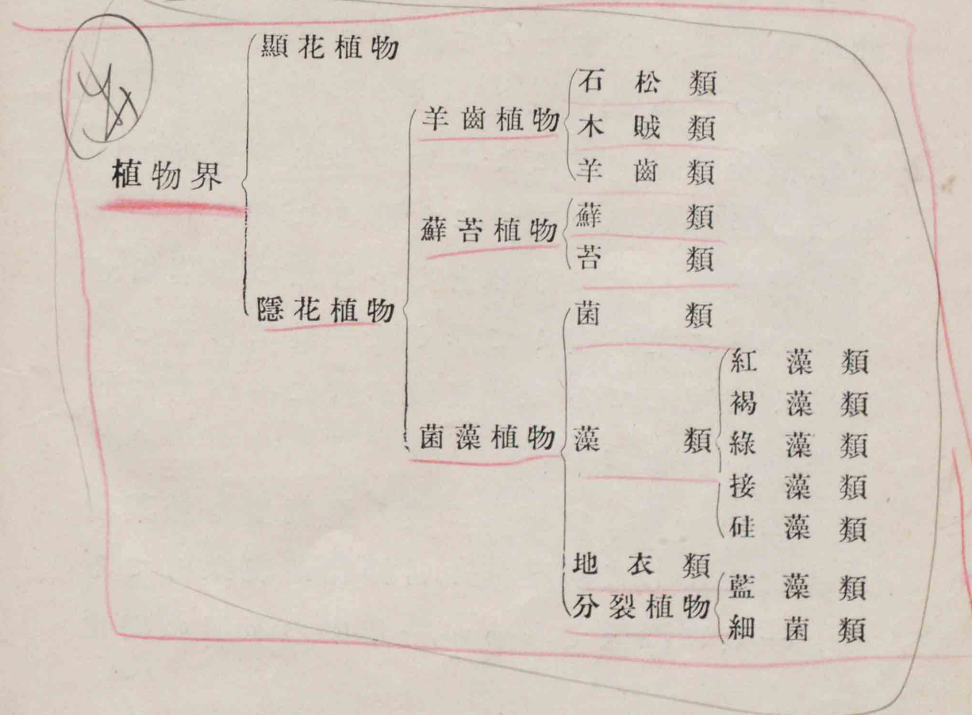 顯花植物
石松類
羊齒植物
木賊類
植物界
羊齒類
蘚類
蘚苔植物
苔類
隱花植物
菌類
紅藻類
褐藻類
菌藻植物
藻類
綠藻類
接藻類
硅藻類
地衣類
藍藻類
分裂植物
細菌類